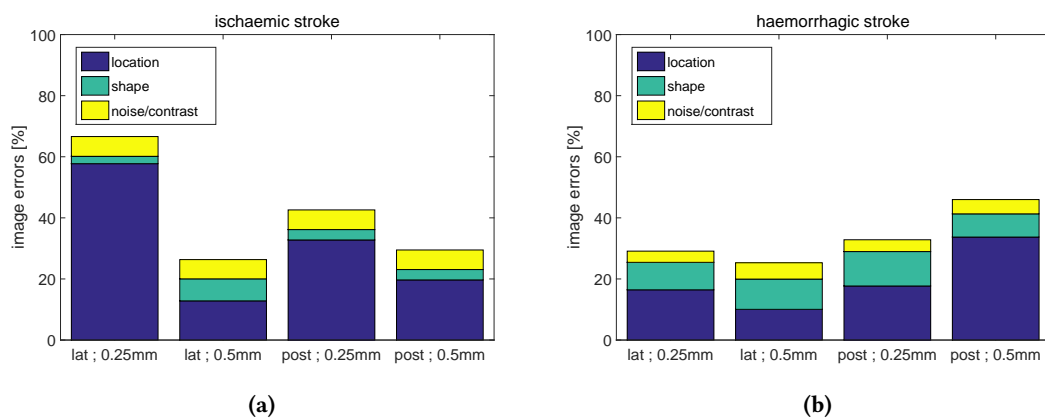 ischaemic stroke
100
80
60
40
20
0
image errors [%]
location
shape
noise/contrast
lat ; 0.25mm
lat ; 0.5mm
post ; 0.25mm
post ; 0.5mm
(a)
haemorrhagic stroke
100
80
60
40
20
0
image errors [%]
location
shape
noise/contrast
lat ; 0.25mm
lat ; 0.5mm
post ; 0.25mm
post ; 0.5mm
(b)